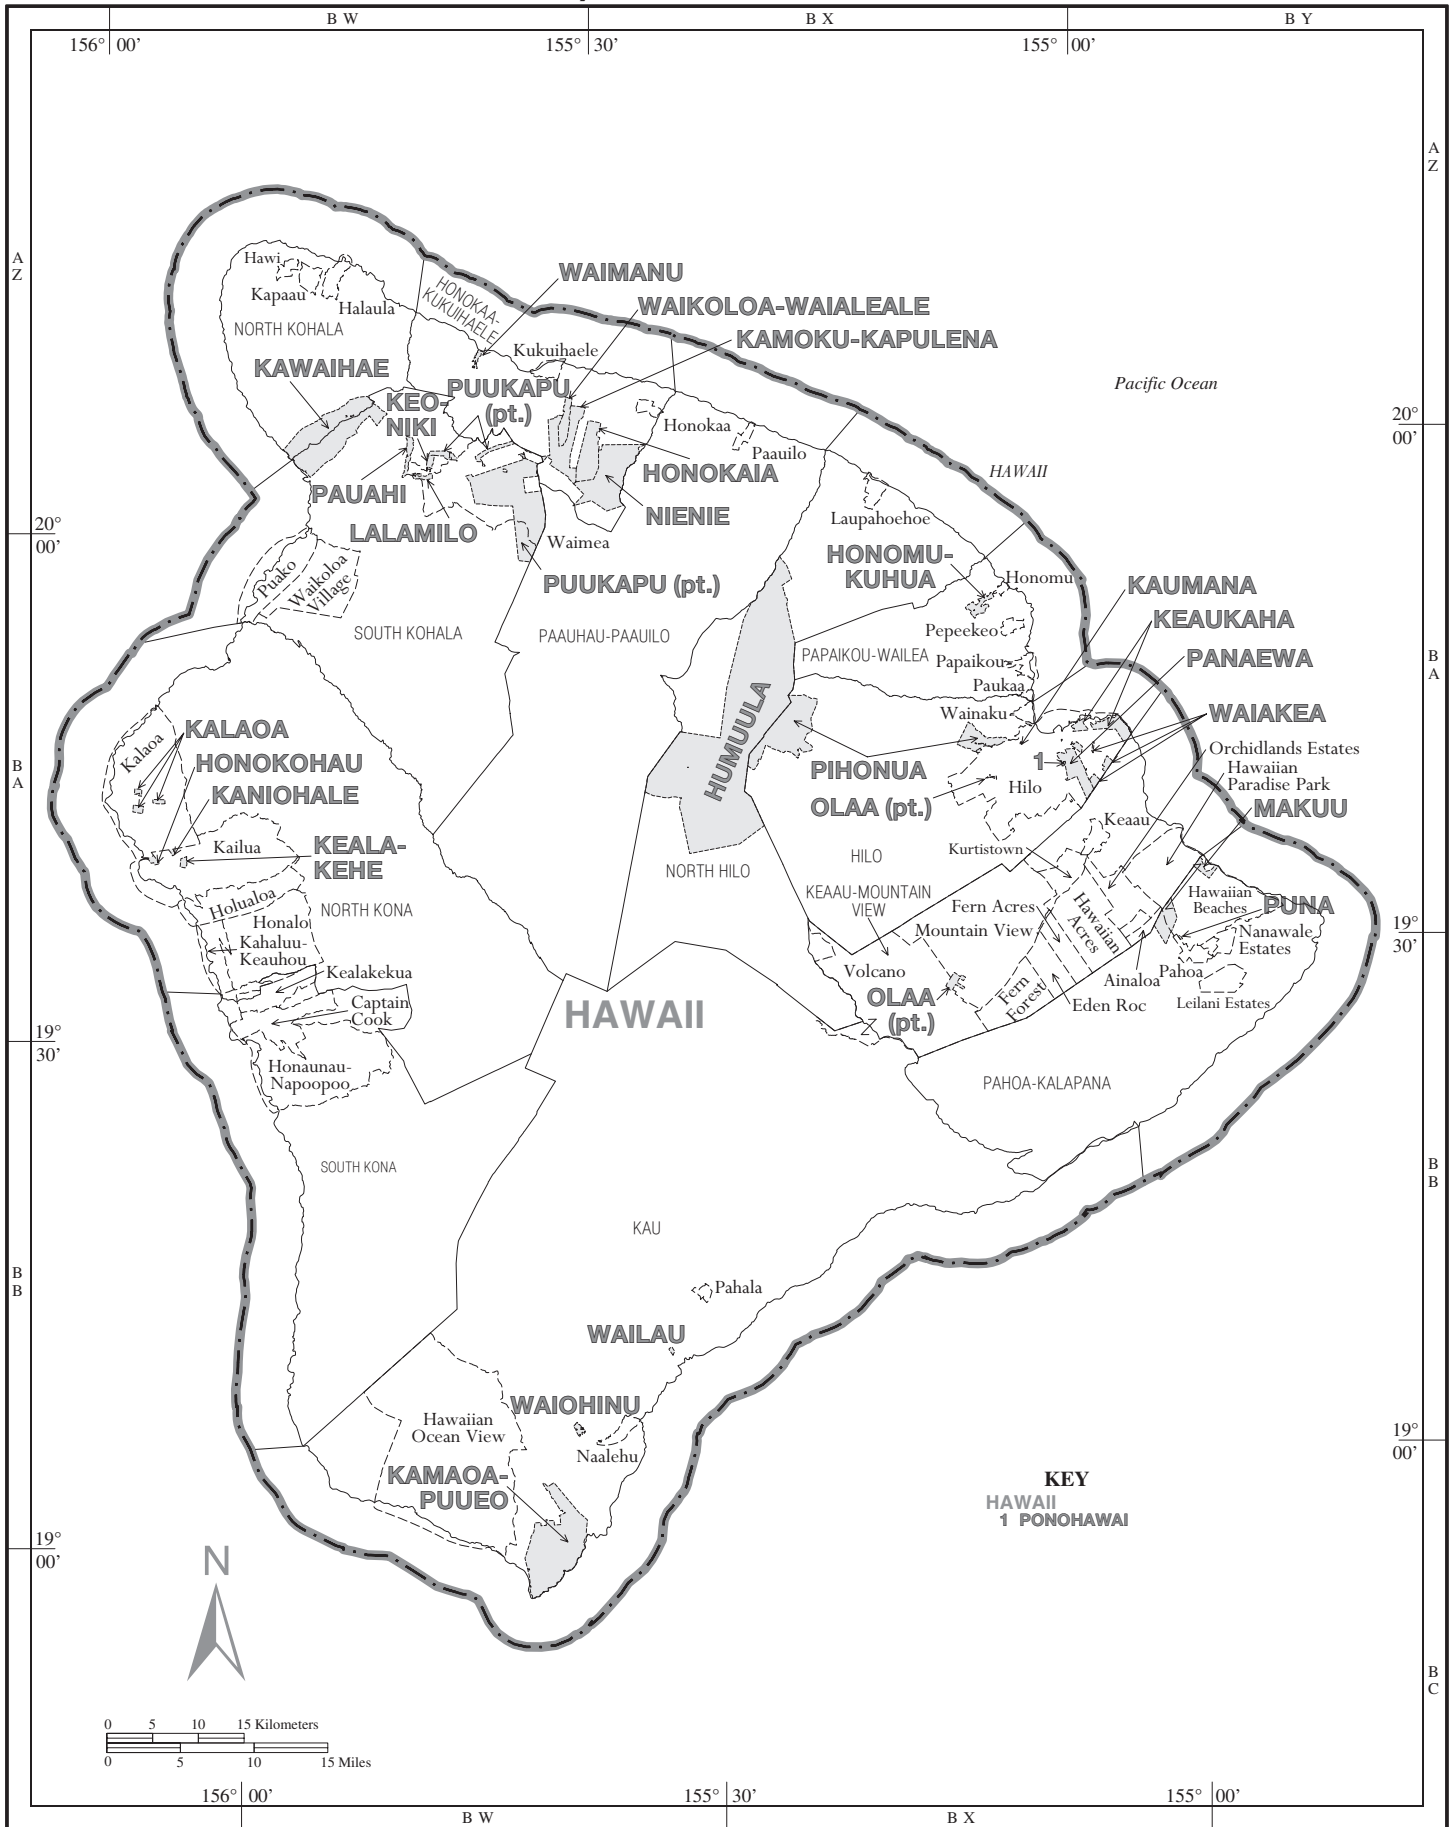 B W
B X
B Y
156° 00’
155° 30’
155° 00’
A
Z
A
Z
Hawi
Kapaau
Halaula
NORTH KOHALA
HONOKAA-
KUKUIHAELE
WAIMANU
WAIKOLOA-WAIALEALE
KAMOKU-KAPULENA
Kukuihaele
KAWAIHAE
KEO-
NIKI
PUUKAPU
(pt.)
Pacific Ocean
20°
00’
Honokaa
Paauilo
HONOKAIA
HAWAII
PAUAHI
LALAMILO
NIENIE
Laupahoehoe
20°
00’
Waimea
PUUKAPU (pt.)
HONOMU-
KUHUA
Honomu
KAUMANA
KEAUKAHA
PANAEWA
WAIAKEA
Puako
Waikoloa
Village
SOUTH KOHALA
PAAUHAU-PAAUILO
Pepeekeo
PAPAIKOU-WAILEA
Papaikou
Paukaa
Wainaku
B
A
B
A
HUMUULA
KALAOA
Kalaoa
HONOKOHAU
KANIOHALE
PIHONUA
OLAA (pt.)
1
Hilo
Orchidlands Estates
Hawaiian
Paradise Park
MAKUU
Keaau
Kailua
KEALA-
KEHE
NORTH HILO
HILO
Kurtistown
KEAAU-MOUNTAIN
VIEW
Hawaiian
Beaches
PUNA
Holualoa
NORTH KONA
Honalo
Kahaluu-
Keauhou
Fern Acres
Mountain View
Hawaiian
Acres
Nanawale
Estates
19°
30’
Kealakekua
Captain
Cook
Volcano
OLAA
(pt.)
Fern
Forest
Ainaloa
Pahoa
Eden Roc
Leilani Estates
HAWAII
19°
30’
Honaunau-
Napoopoo
PAHOA-KALAPANA
SOUTH KONA
KAU
B
B
B
B
Pahala
WAILAU
WAIOHINU
Hawaiian
Ocean View
Naalehu
KAMAOA-
PUUEO
19°
00’
KEY
HAWAII
1 PONOHAWAI
19°
00’
N
B
C
0 5 10 15 Kilometers
0 5 10 15 Miles
156° 00’
155° 30’
155° 00’
B W
B X